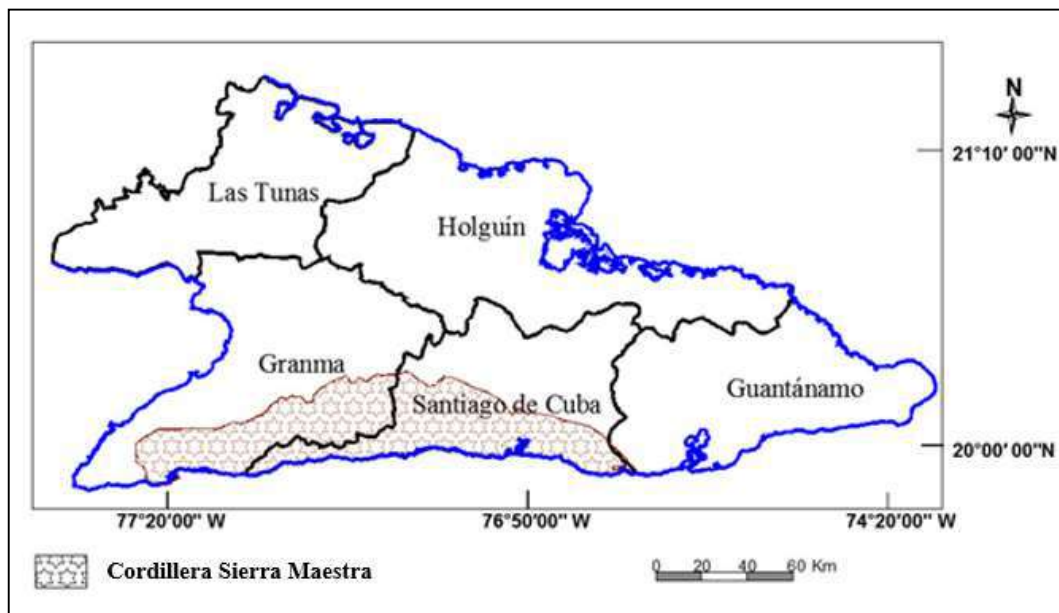 N
21°10' 00"N
Las Tunas
Holguín
Granma
Santiago de Cuba
Guantánamo
20°00' 00"N
77°20'00" W
76°50'00" W
74°20'00" W
Cordillera Sierra Maestra
0 20 40 60 Km